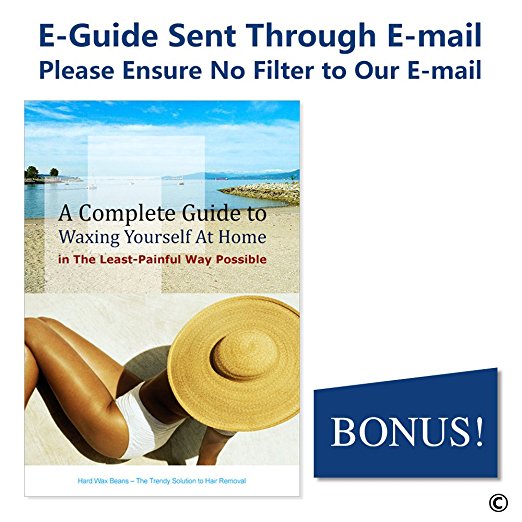 E-Guide Sent Through E-mail
Please Ensure No Filter to Our E-mail
A Complete Guide to
Waxing Yourself At Home
in The Least-Painful Way Possible
Hard Wax Beans – The Trendy Solution to Hair Removal
BONUS!
©